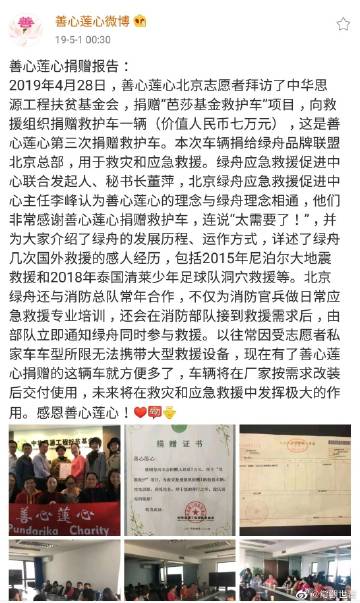 善
善心莲心微博
19-5-1 00:30
善心莲心捐赠报告：
2019年4月28日，善心莲心北京志愿者拜访了中华思
源工程扶贫基金会，捐赠"芭莎基金救护车"项目，向救
援组织捐赠救护车一辆（价值人民币七万元），这是善
心莲心第三次捐赠救护车。本次车辆捐给绿舟品牌联盟
北京总部，用于救灾和应急救援。绿舟应急救援促进中
心联合发起人、秘书长董萍，北京绿舟应急救援促进中
心主任李峰认为善心莲心的理念与绿舟理念相通，他们
非常感谢善心莲心捐赠救护车，连说"太需要了！"，并
为大家介绍了绿舟的发展历程、运作方式，详述了绿舟
几次国外救援的感人经历，包括2015年尼泊尔大地震
救援和2018年泰国清莱少年足球队洞穴救援等。北京
绿舟还与消防总队常年合作，不仅为消防官兵做日常应
急救援专业培训，还会在消防部队接到救援需求后，由
部队立即通知绿舟同时参与救援。以往常因受志愿者私
家车车型所限无法携带大型救援设备，现在有了善心莲
心捐赠的这辆车就方便多了，车辆将在厂家按需求改装
后交付使用，未来将在救灾和应急救援中发挥极大的作
用。感恩善心莲心！
中华思源工程扶贫基
善心蓮心
Pundarika Charity
捐赠证书
善心莲心：